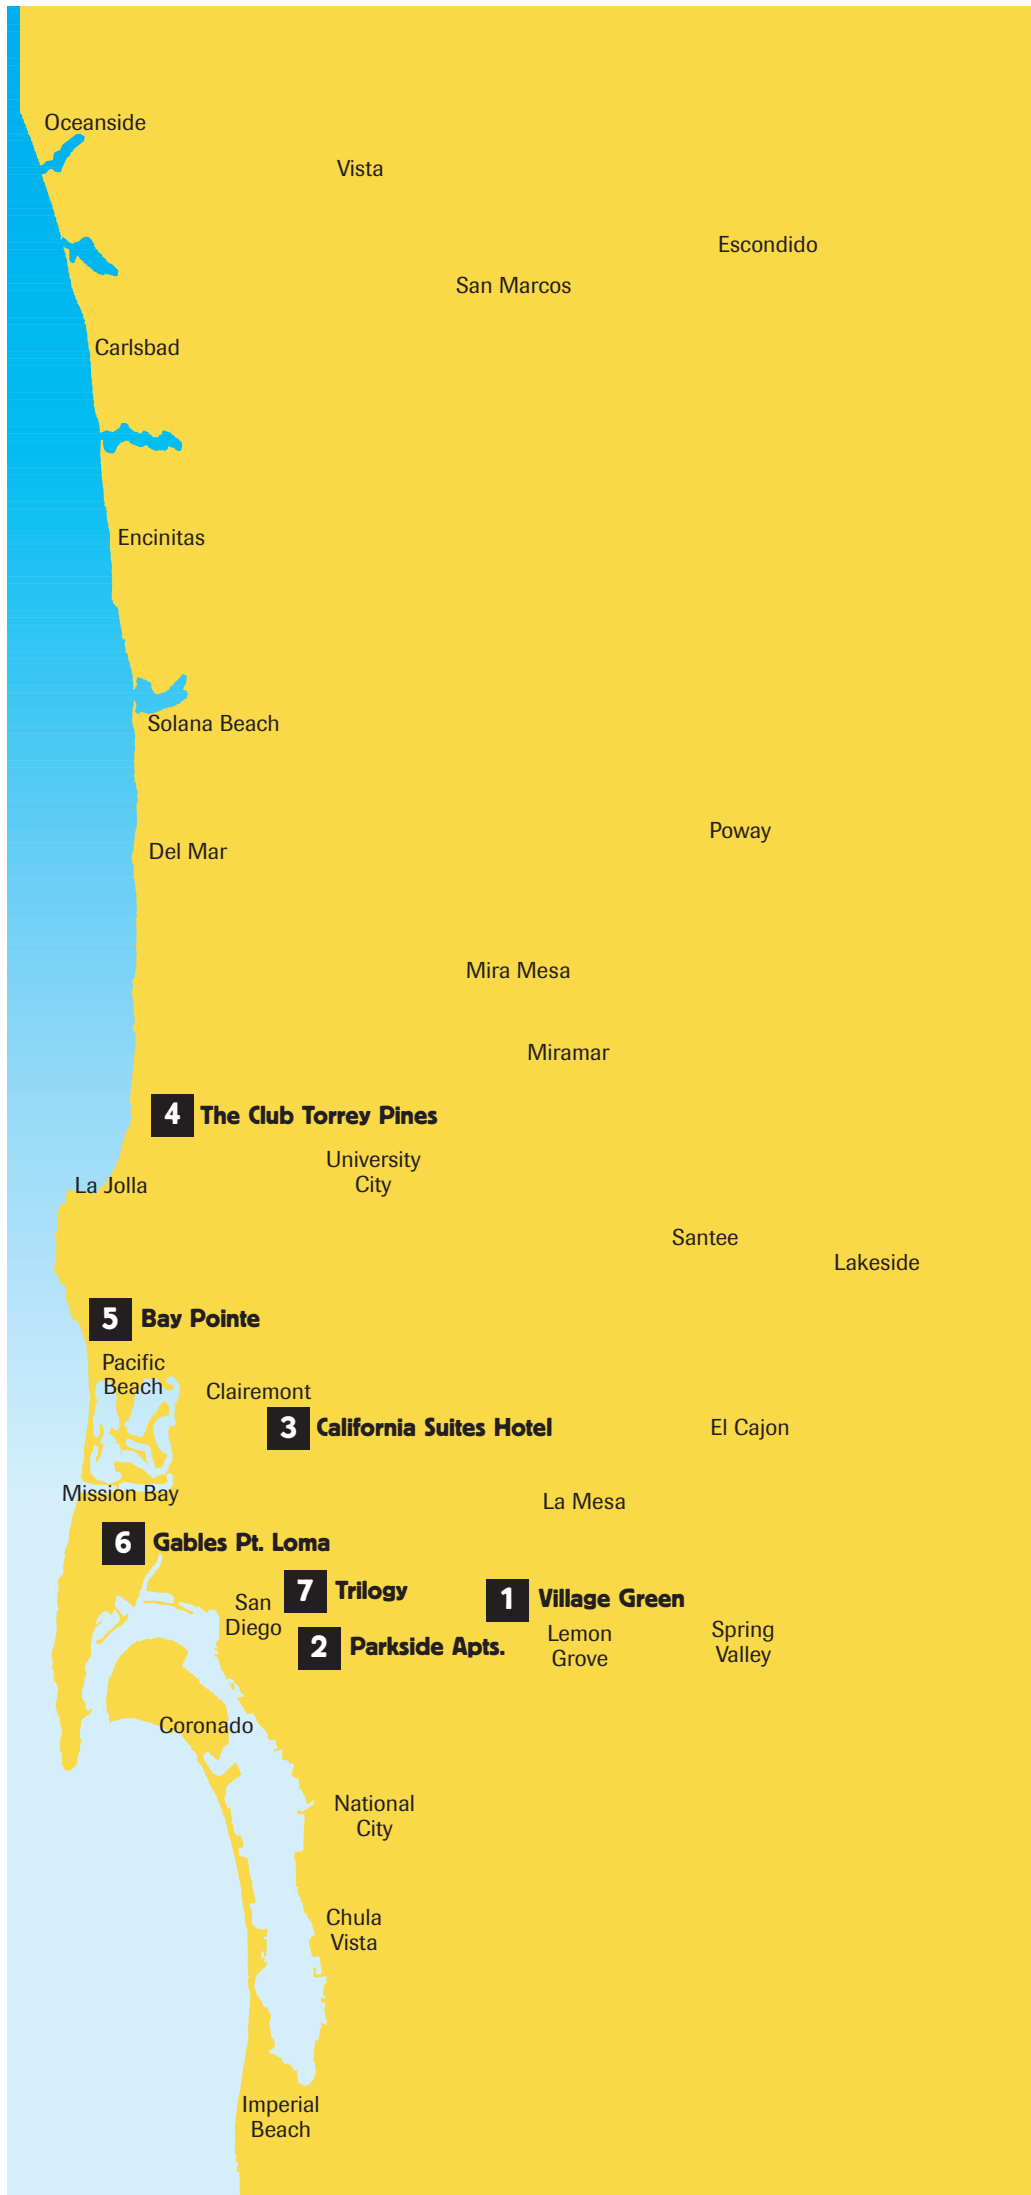 Oceanside
Vista
Escondido
San Marcos
Carlsbad
Encinitas
Solana Beach
Poway
Del Mar
Mira Mesa
Miramar
4 The Club Torrey Pines
University
City
La Jolla
Santee
Lakeside
5 Bay Pointe
Pacific
Beach
Clairemont
3 California Suites Hotel
El Cajon
Mission Bay
La Mesa
6 Gables Pt. Loma
7 Trilogy
1 Village Green
San
Diego
Lemon
Grove
Spring
Valley
2 Parkside Apts.
Coronado
National
City
Chula
Vista
Imperial
Beach